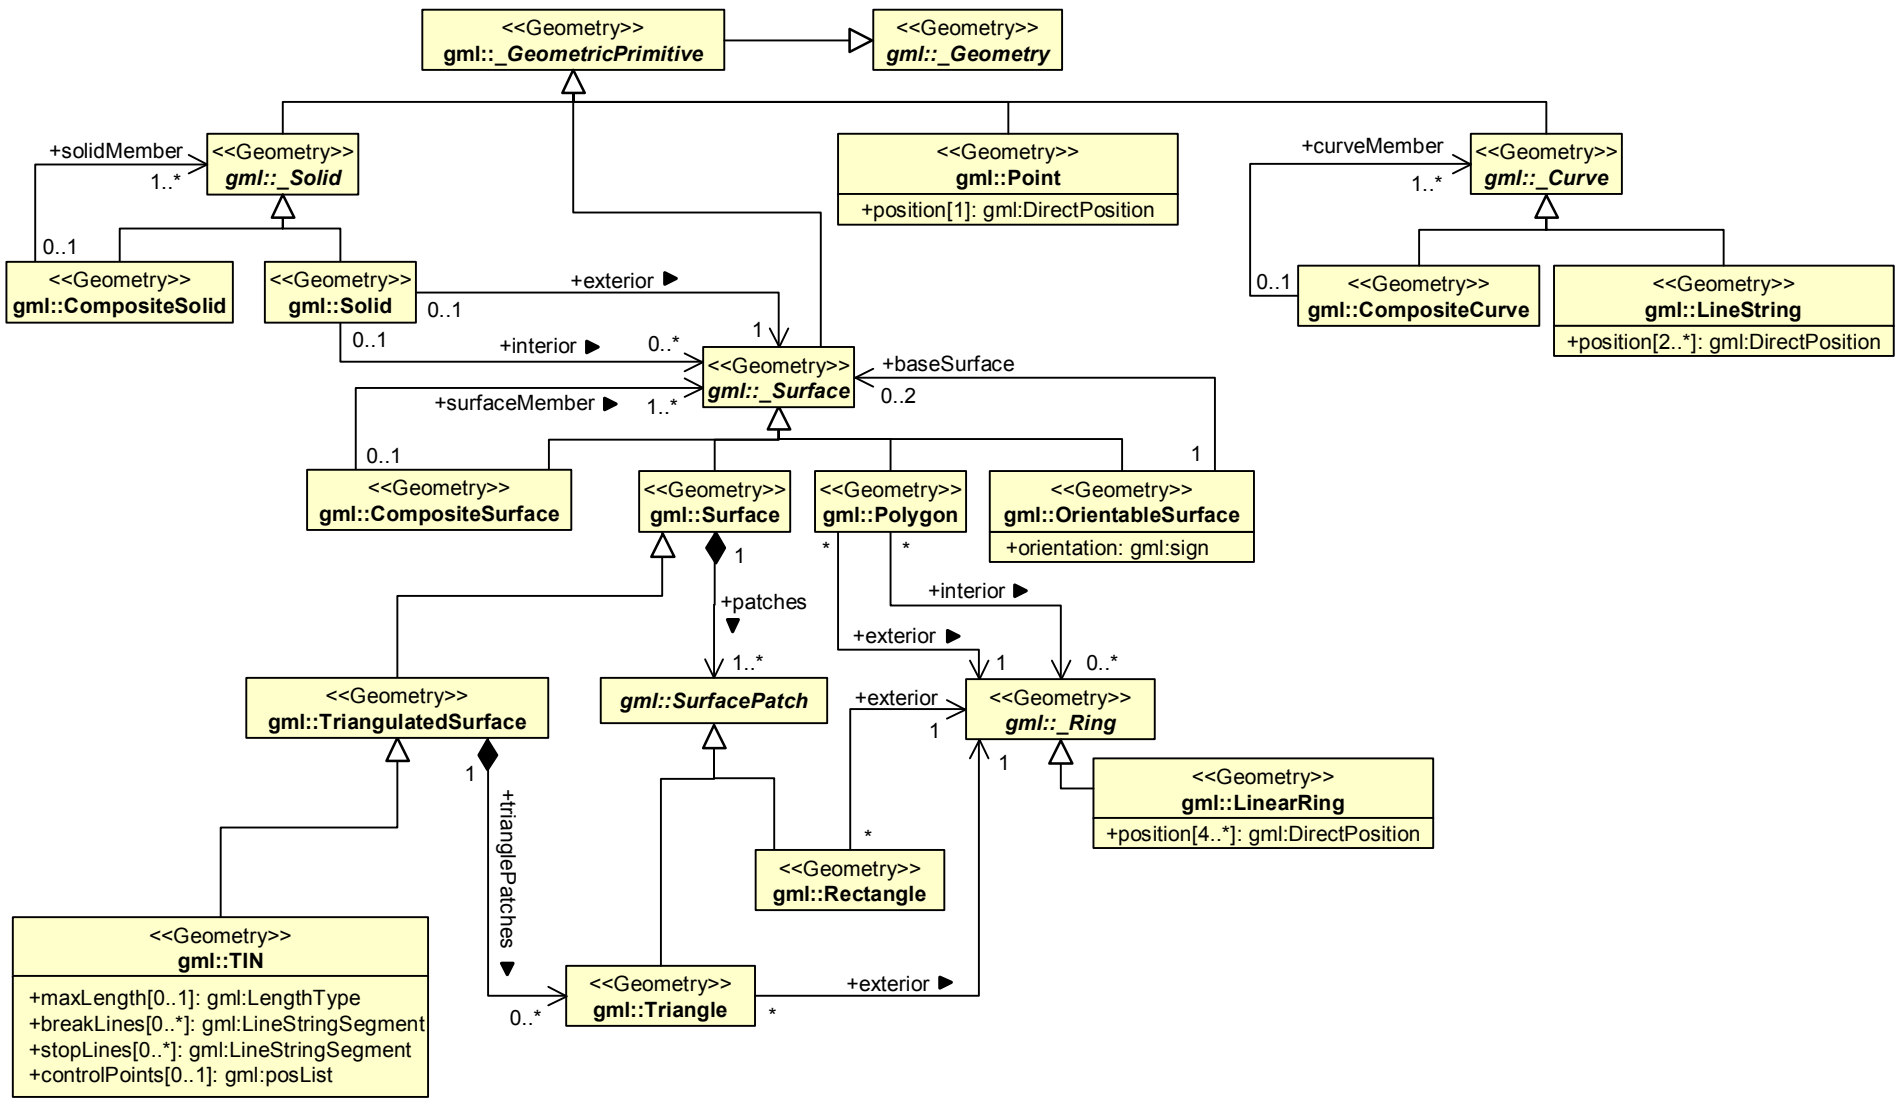 <<Geometry>>
gml::_GeometricPrimitive
<<Geometry>>
gml::_Geometry
+solidMember
1..*
<<Geometry>>
gml::_Solid
<<Geometry>>
gml::Point
+position[1]: gml:DirectPosition
+curveMember
1..*
<<Geometry>>
gml::_Curve
0..1
<<Geometry>>
gml::CompositeSolid
<<Geometry>>
gml::Solid
+exterior
0..1
1
0..1
+interior
0..*
0..1
<<Geometry>>
gml::CompositeCurve
<<Geometry>>
gml::LineString
+position[2..*]: gml:DirectPosition
<<Geometry>>
gml::_Surface
+baseSurface
0..2
+surfaceMember
1..*
0..1
1
<<Geometry>>
gml::CompositeSurface
<<Geometry>>
gml::Surface
<<Geometry>>
gml::Polygon
<<Geometry>>
gml::OrientableSurface
+orientation: gml:sign
1
*
*
+patches
+interior
+exterior
1..*
1
0..*
<<Geometry>>
gml::TriangulatedSurface
gml::SurfacePatch
+exterior
1
<<Geometry>>
gml::_Ring
1
1
+trianglePatches
<<Geometry>>
gml::LinearRing
+position[4..*]: gml:DirectPosition
*
<<Geometry>>
gml::Rectangle
<<Geometry>>
gml::TIN
+maxLength[0..1]: gml:LengthType
+breakLines[0..*]: gml:LineStringSegment
+stopLines[0..*]: gml:LineStringSegment
+controlPoints[0..1]: gml:posList
0..*
<<Geometry>>
gml::Triangle
+exterior
*